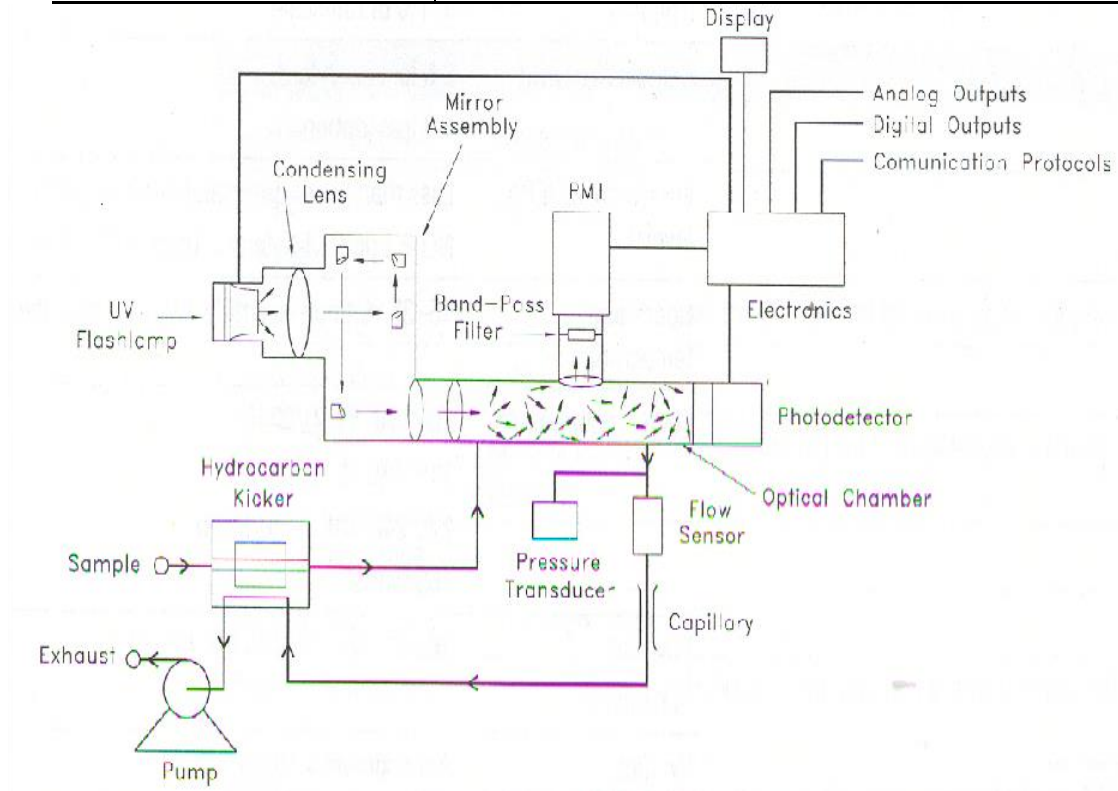 Display
Analog Outputs
Digital Outputs
Comunication Protocols
Mirror
Assembly
Condensing
Lens
PMT
UV
Flashlamp
Band-Pass
Filter
Electronics
Photodetector
Optical Chamber
Hydrocarbon
Kicker
Flow
Sensor
Sample
Pressure
Transducer
Capillary
Exhaust
Pump